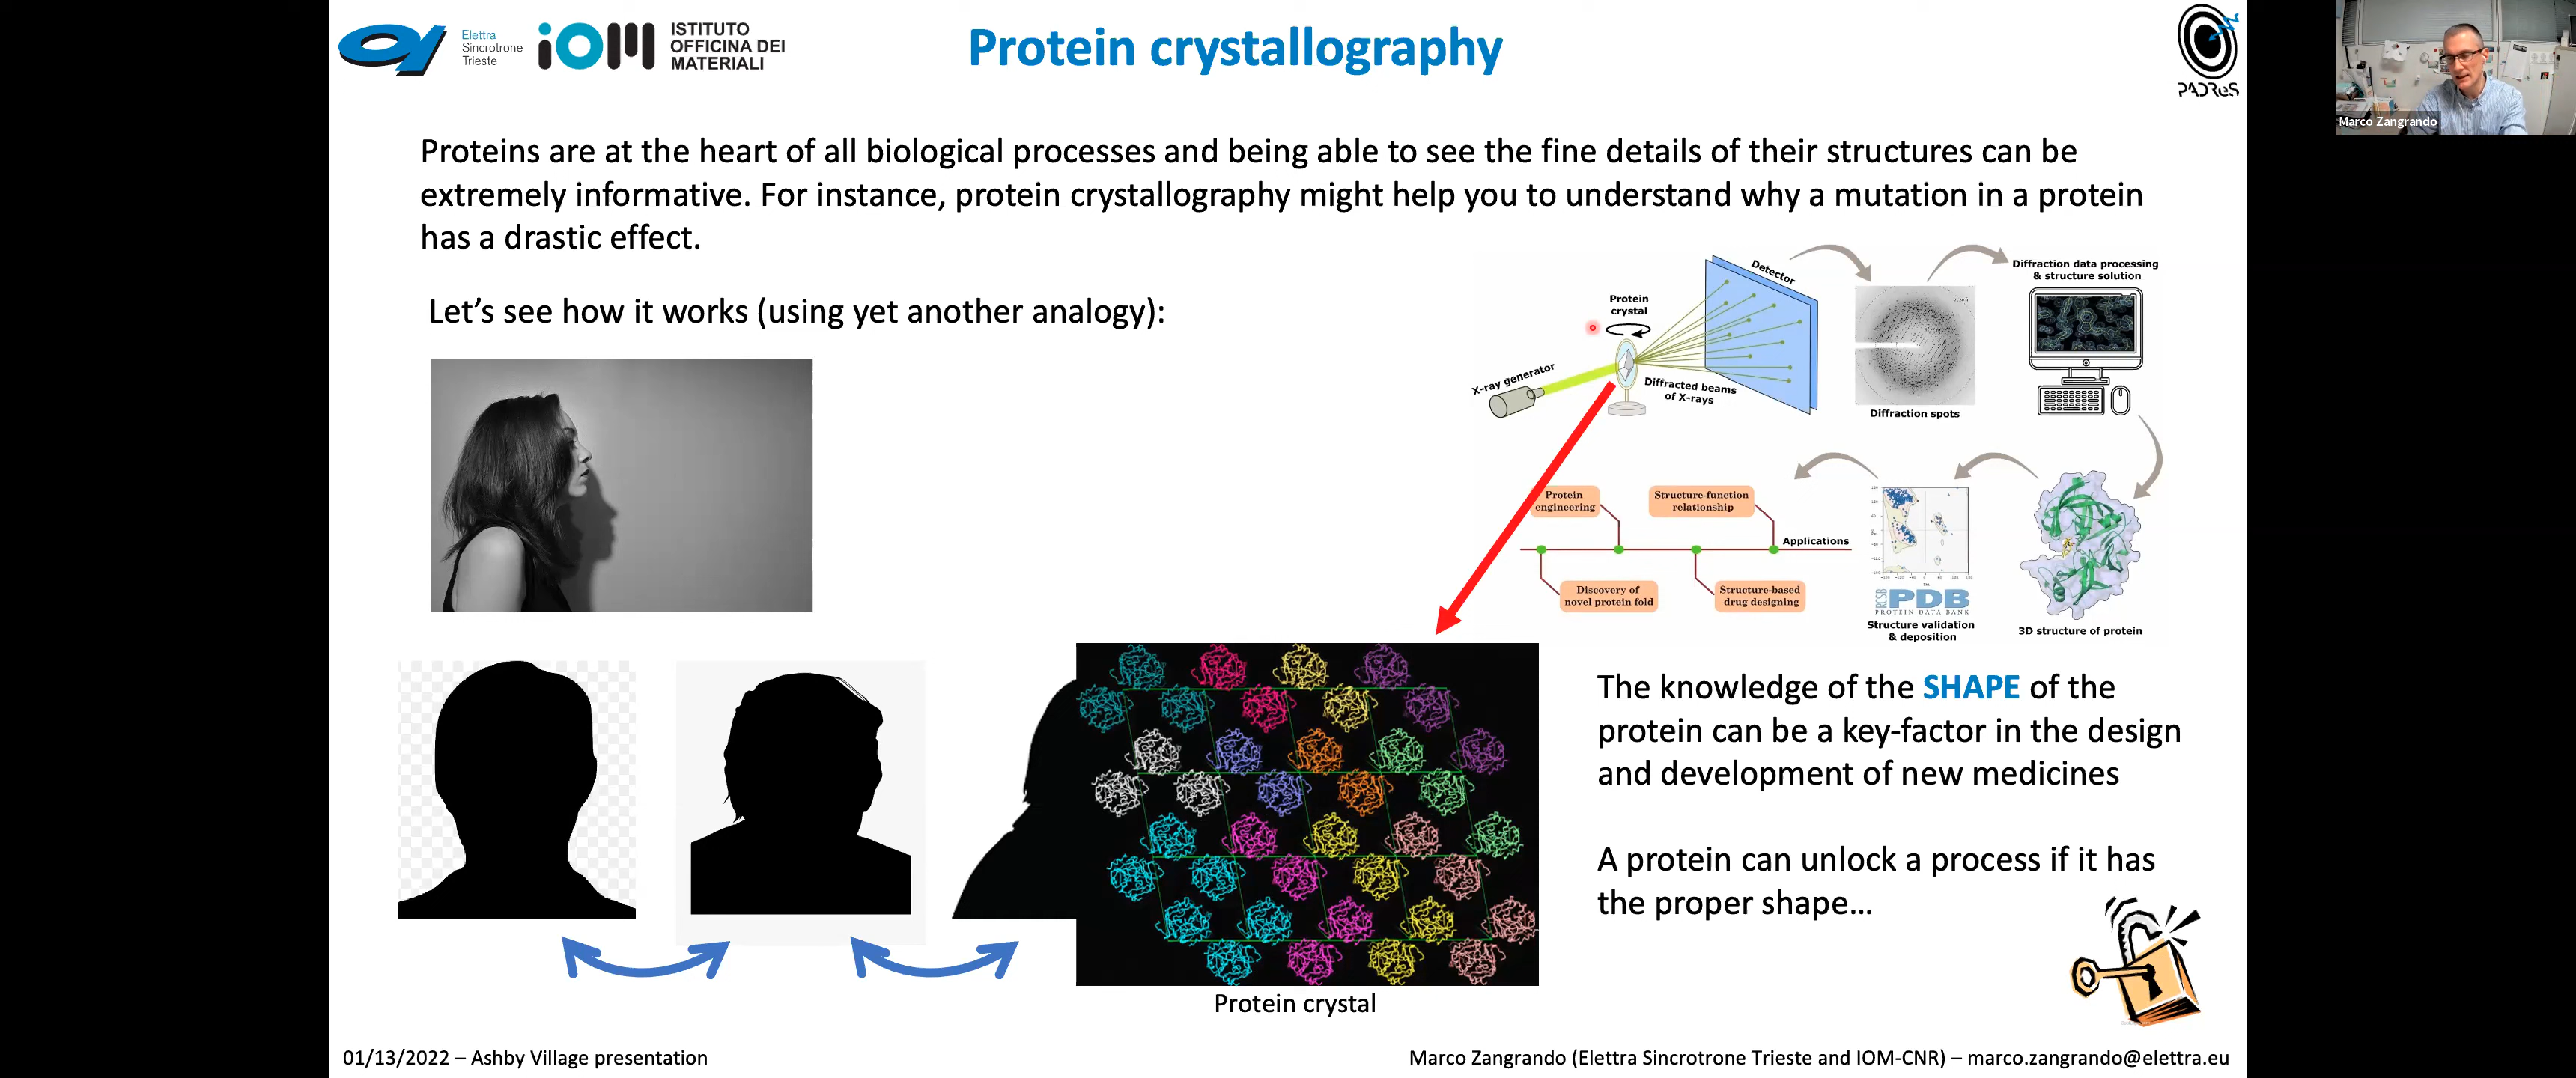 Elettra
Sincrotrone
Trieste
iOM
ISTITUTO
OFFICINA DEI
MATERIALI
Protein crystallography
PADReS
Marco Zangrando
Proteins are at the heart of all biological processes and being able to see the fine details of their structures can be
extremely informative. For instance, protein crystallography might help you to understand why a mutation in a protein
has a drastic effect.
Let’s see how it works (using yet another analogy):
X-ray generator
Protein
crystal
Detector
Diffracted beams
of X-rays
Diffraction spots
Diffraction data processing
& structure solution
Protein
engineering
Structure-function
relationship
Applications
Discovery of
novel protein fold
Structure-based
drug designing
RCSB
PDB
PROTEIN DATA BANK
Structure validation
& deposition
3D structure of protein
The knowledge of the SHAPE of the
protein can be a key-factor in the design
and development of new medicines
A protein can unlock a process if it has
the proper shape…
Protein crystal
01/13/2022 – Ashby Village presentation
Marco Zangrando (Elettra Sincrotrone Trieste and IOM-CNR) – marco.zangrando@elettra.eu